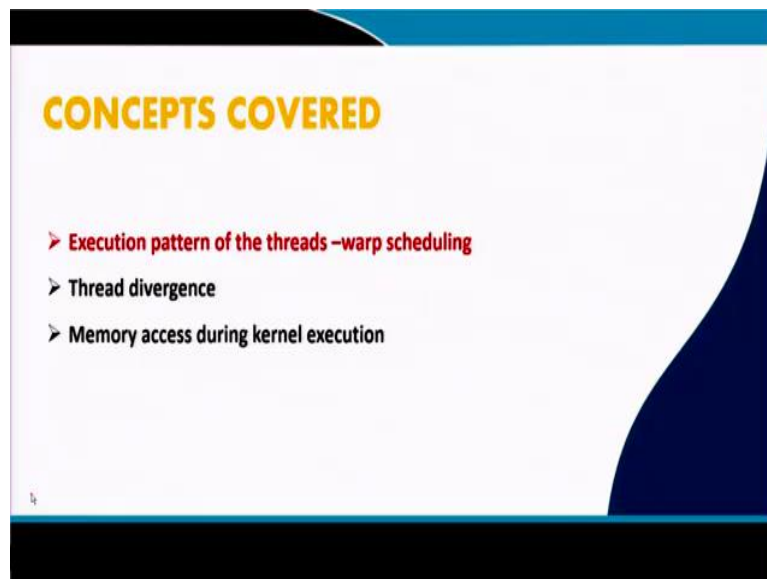 CONCEPTS COVERED
➢ Execution pattern of the threads –warp scheduling
➢ Thread divergence
➢ Memory access during kernel execution